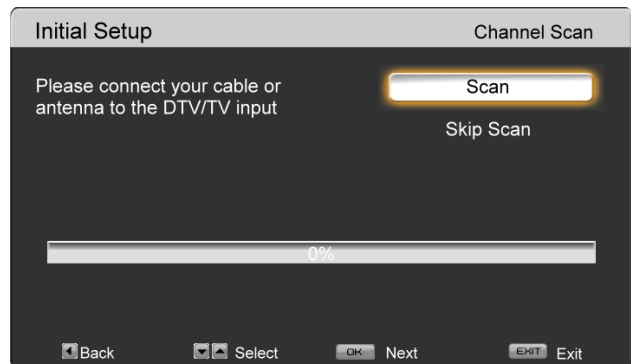 Initial Setup Channel Scan
Please connect your cable or
antenna to the DTV/TV input
Scan
Skip Scan
0%
Back Select OK Next EXIT Exit